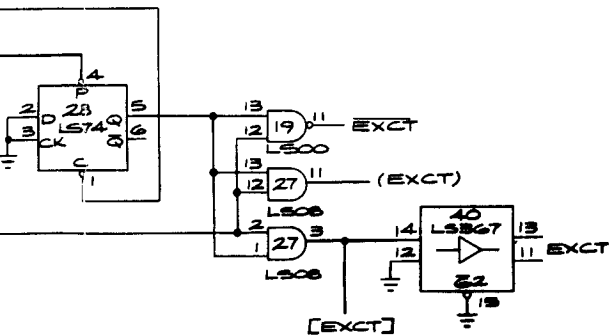 4
P
2 D 28 Q 5
LS74
3 CK Q̅ 6
C
1
13 19 11 EXCT
12
LS00
13 27 11 (EXCT)
12
LS08
2 27 3
1
LS08
40
LS367
14 13
12 11 EXCT
G̅2
15
[EXCT]